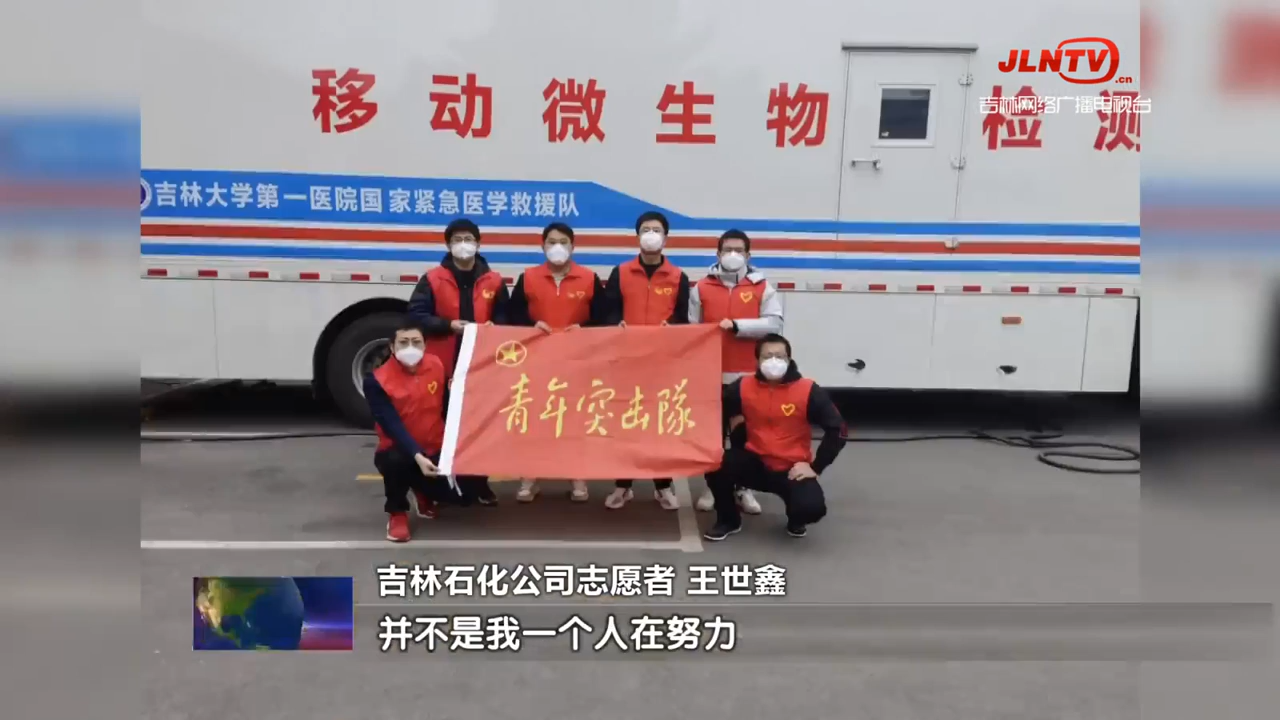 JLNTV.cn
吉林网络广播电视台
移动微生物 检测
吉林大学第一医院国家紧急医学救援队
青年突击隊
吉林石化公司志愿者 王世鑫
并不是我一个人在努力